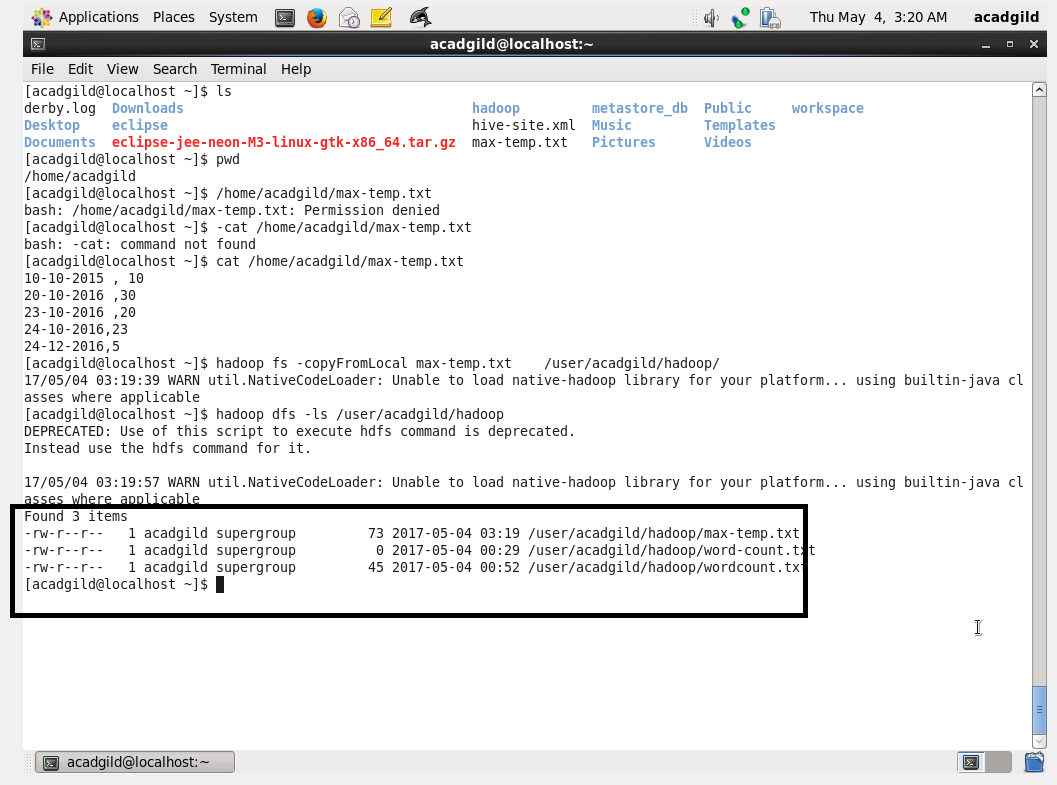 Applications Places System Thu May 4, 3:20 AM acadgild
acadgild@localhost:~
File Edit View Search Terminal Help
[acadgild@localhost ~]$ ls
derby.log Downloads hadoop metastore_db Public workspace
Desktop eclipse hive-site.xml Music Templates
Documents eclipse-jee-neon-M3-linux-gtk-x86_64.tar.gz max-temp.txt Pictures Videos
[acadgild@localhost ~]$ pwd
/home/acadgild
[acadgild@localhost ~]$ /home/acadgild/max-temp.txt
bash: /home/acadgild/max-temp.txt: Permission denied
[acadgild@localhost ~]$ -cat /home/acadgild/max-temp.txt
bash: -cat: command not found
[acadgild@localhost ~]$ cat /home/acadgild/max-temp.txt
10-10-2015 , 10
20-10-2016 ,30
23-10-2016 ,20
24-10-2016,23
24-12-2016,5
[acadgild@localhost ~]$ hadoop fs -copyFromLocal max-temp.txt    /user/acadgild/hadoop/
17/05/04 03:19:39 WARN util.NativeCodeLoader: Unable to load native-hadoop library for your platform... using builtin-java cl
asses where applicable
[acadgild@localhost ~]$ hadoop dfs -ls /user/acadgild/hadoop
DEPRECATED: Use of this script to execute hdfs command is deprecated.
Instead use the hdfs command for it.
17/05/04 03:19:57 WARN util.NativeCodeLoader: Unable to load native-hadoop library for your platform... using builtin-java cl
asses where applicable
Found 3 items
-rw-r--r--   1 acadgild supergroup         73 2017-05-04 03:19 /user/acadgild/hadoop/max-temp.txt
-rw-r--r--   1 acadgild supergroup          0 2017-05-04 00:29 /user/acadgild/hadoop/word-count.txt
-rw-r--r--   1 acadgild supergroup         45 2017-05-04 00:52 /user/acadgild/hadoop/wordcount.txt
[acadgild@localhost ~]$
acadgild@localhost:~